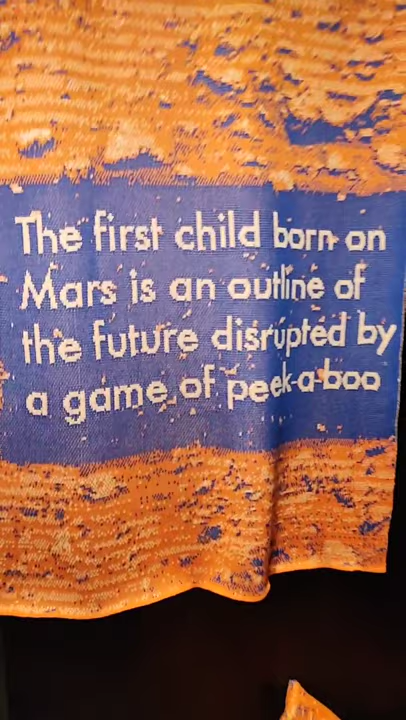 The first child born on
Mars is an outline of
the future disrupted by
a game of peek-a-boo